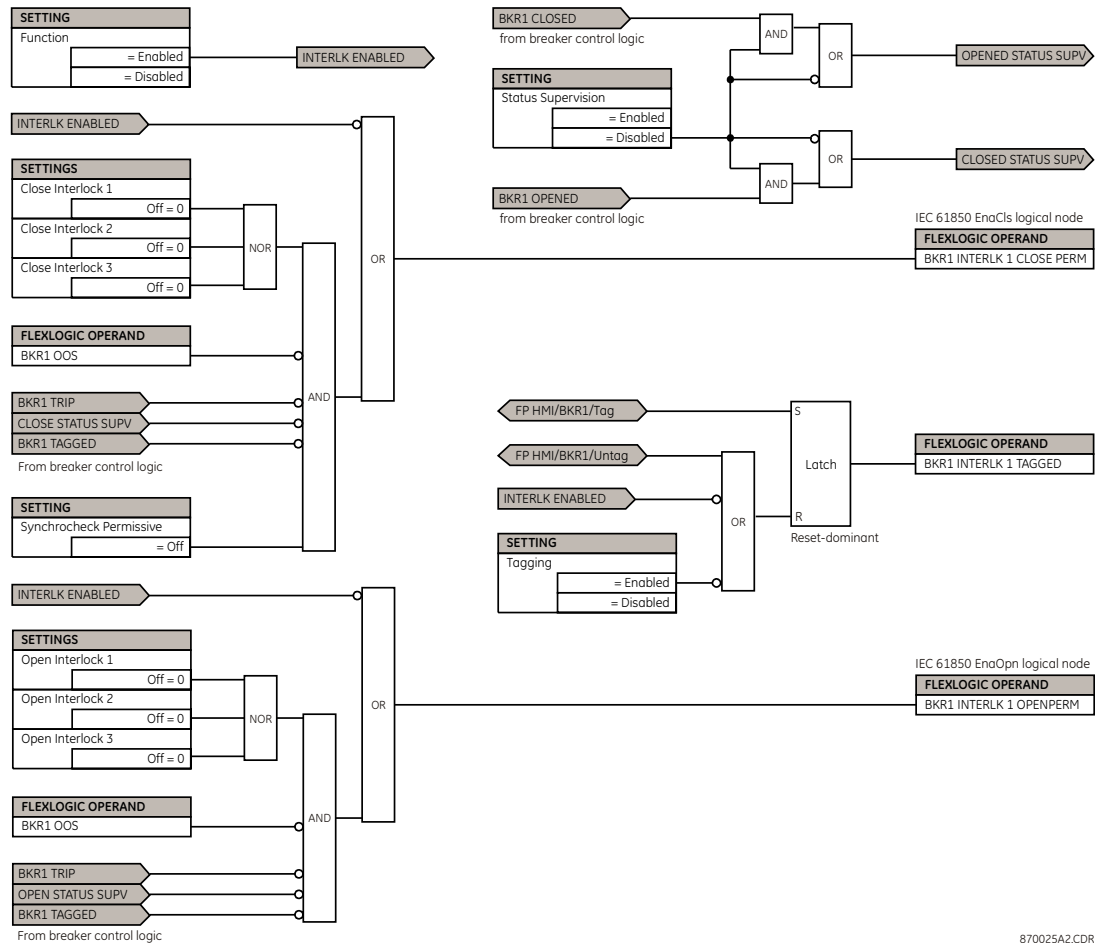 SETTING
Function
= Enabled
= Disabled
INTERLK ENABLED
INTERLK ENABLED
SETTINGS
Close Interlock 1
Off = 0
Close Interlock 2
Off = 0
Close Interlock 3
Off = 0
NOR
FLEXLOGIC OPERAND
BKR1 OOS
BKR1 TRIP
CLOSE STATUS SUPV
BKR1 TAGGED
From breaker control logic
SETTING
Synchrocheck Permissive
= Off
AND
OR
BKR1 CLOSED
from breaker control logic
SETTING
Status Supervision
= Enabled
= Disabled
BKR1 OPENED
from breaker control logic
AND
OR
OPENED STATUS SUPV
AND
OR
CLOSED STATUS SUPV
IEC 61850 EnaCls logical node
FLEXLOGIC OPERAND
BKR1 INTERLK 1 CLOSE PERM
FP HMI/BKR1/Tag
FP HMI/BKR1/Untag
INTERLK ENABLED
SETTING
Tagging
= Enabled
= Disabled
OR
S
Latch
R
Reset-dominant
FLEXLOGIC OPERAND
BKR1 INTERLK 1 TAGGED
INTERLK ENABLED
SETTINGS
Open Interlock 1
Off = 0
Open Interlock 2
Off = 0
Open Interlock 3
Off = 0
NOR
FLEXLOGIC OPERAND
BKR1 OOS
BKR1 TRIP
OPEN STATUS SUPV
BKR1 TAGGED
From breaker control logic
AND
OR
IEC 61850 EnaOpn logical node
FLEXLOGIC OPERAND
BKR1 INTERLK 1 OPENPERM
870025A2.CDR